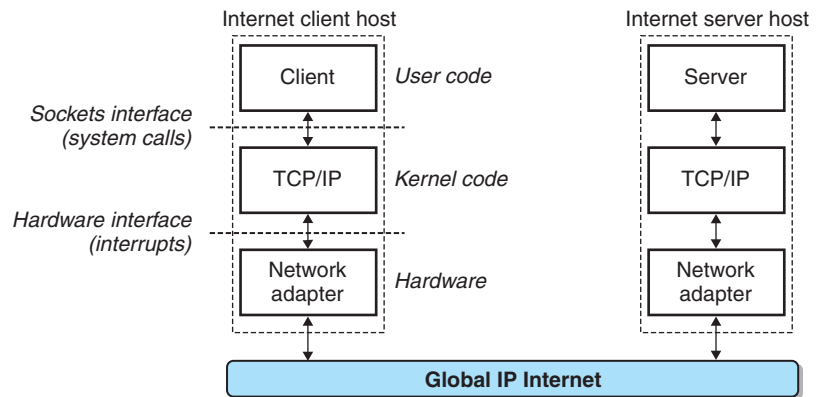 Internet client host
Internet server host
Client
User code
Server
Sockets interface
(system calls)
TCP/IP
Kernel code
TCP/IP
Hardware interface
(interrupts)
Network
adapter
Hardware
Network
adapter
Global IP Internet